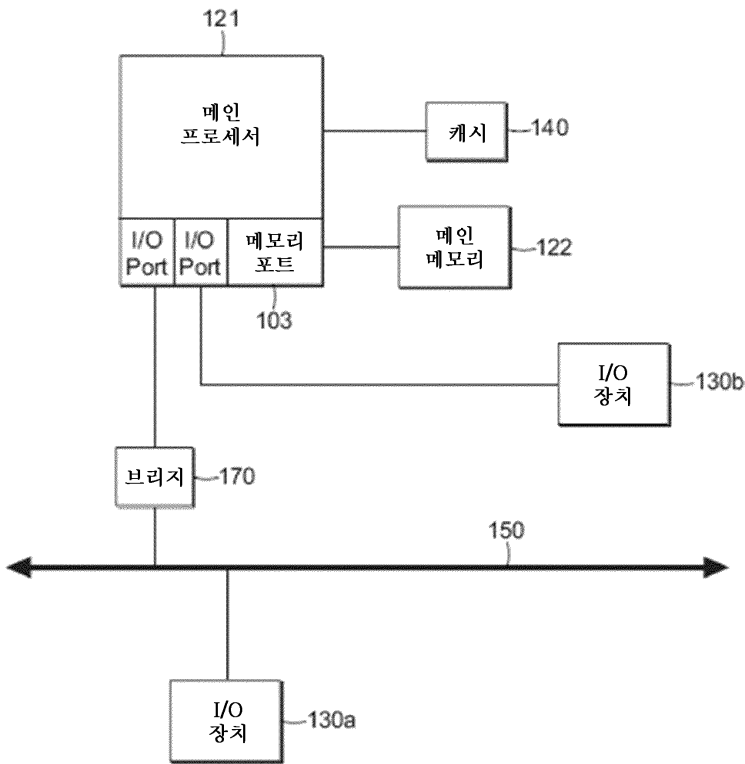 121
메인
프로세서
캐시
140
I/O
Port
I/O
Port
메모리
포트
메인
메모리
122
103
I/O
장치
130b
브리지
170
150
I/O
장치
130a